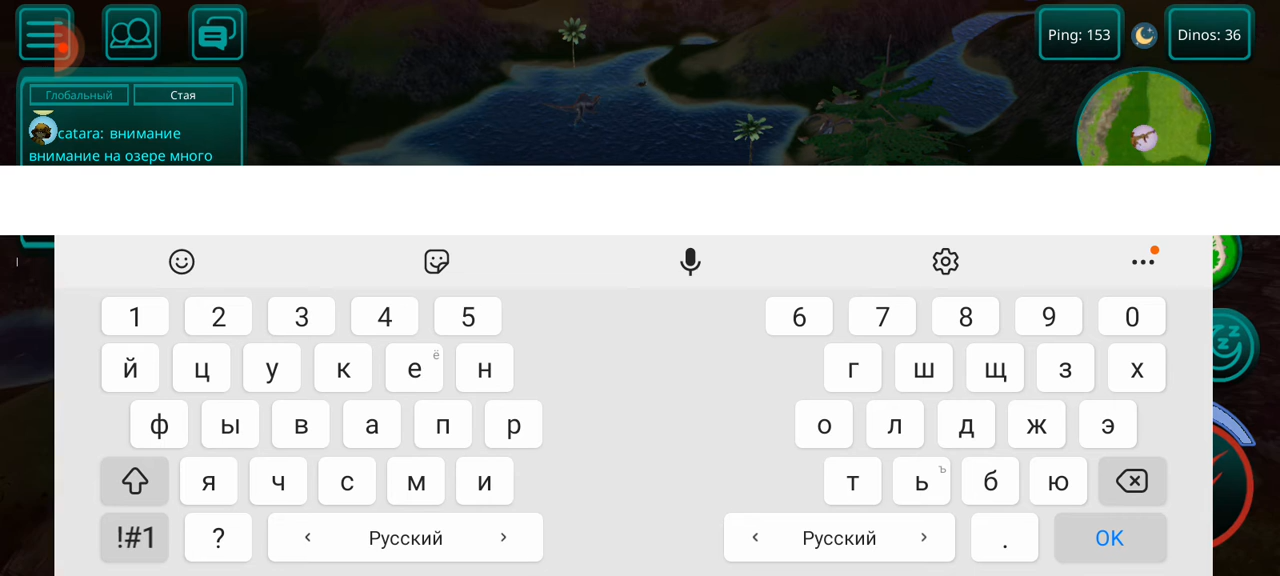 Ping: 153
Dinos: 36
Глобальный
Стая
catara: внимание
внимание на озере много
1 2 3 4 5 6 7 8 9 0
й ц у к е ё н г ш щ з х
ф ы в а п р о л д ж э
я ч с м и т ь ъ б ю
!#1 ? < Русский > < Русский > . OK